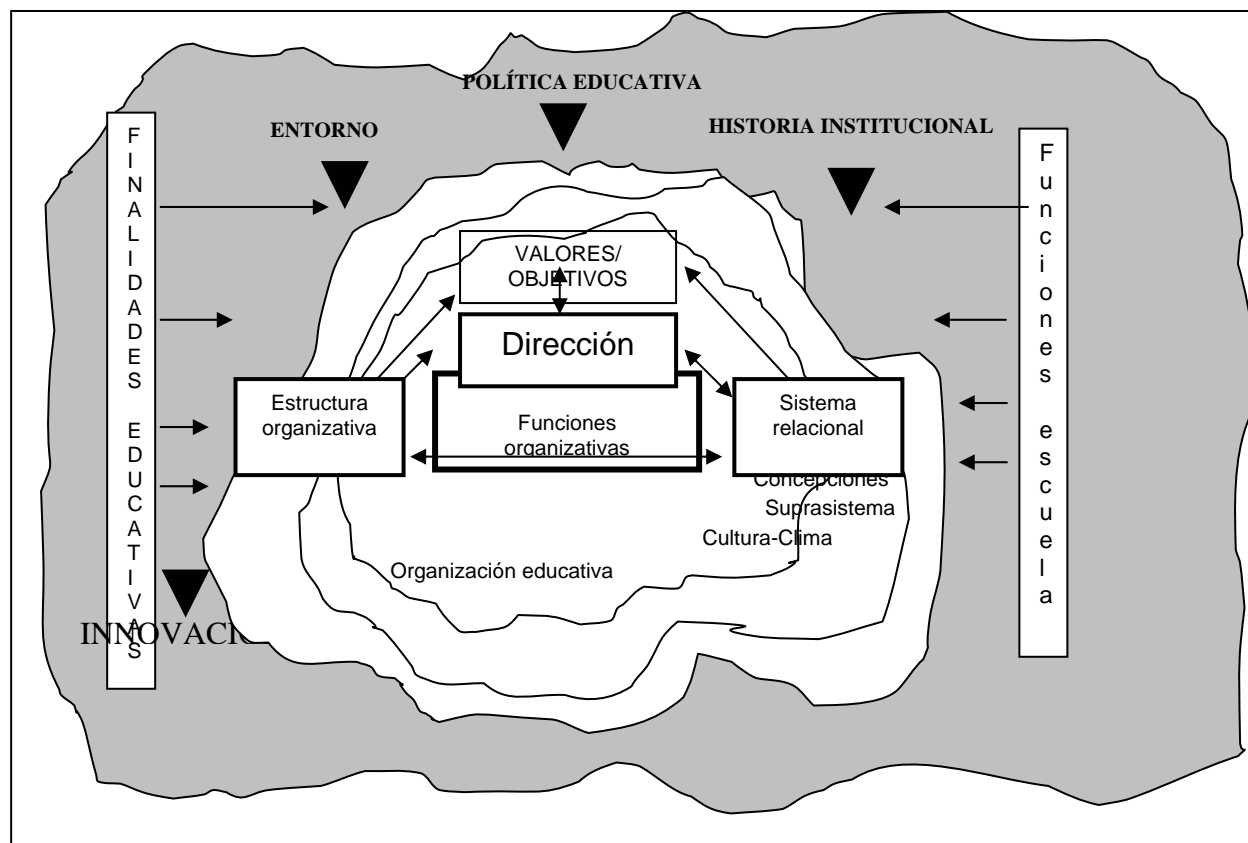 POLÍTICA EDUCATIVA
ENTORNO
HISTORIA INSTITUCIONAL
FINALIDADES EDUCATIVAS
Funciones escuela
VALORES/
OBJETIVOS
Dirección
Estructura
organizativa
Funciones
organizativas
Sistema
relacional
Concepciones
Suprasistema
Cultura-Clima
Organización educativa
INNOVACI